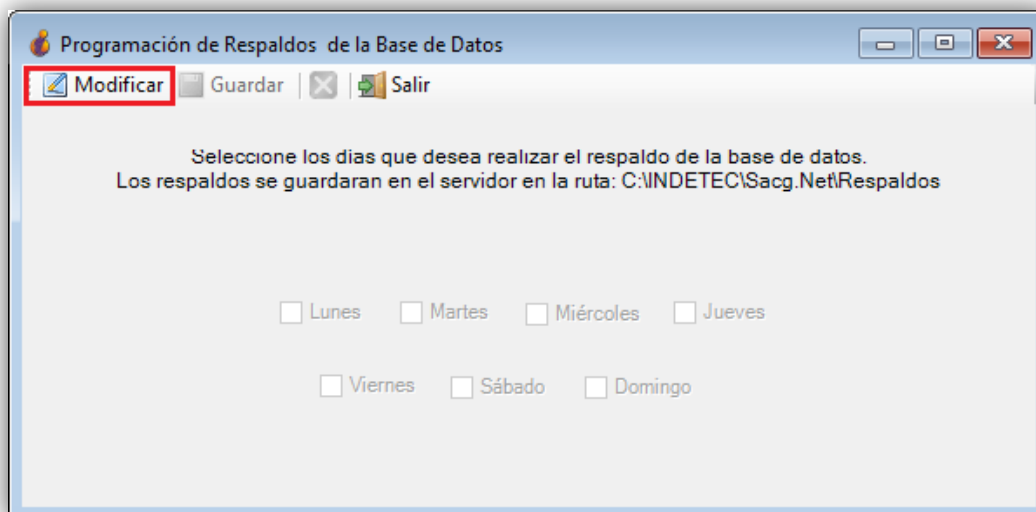 Programación de Respaldos de la Base de Datos
Modificar Guardar Salir
Seleccione los dias que desea realizar el respaldo de la base de datos.
Los respaldos se guardaran en el servidor en la ruta: C:\INDETEC\Sacg.Net\Respaldos
Lunes Martes Miércoles Jueves
Viernes Sábado Domingo